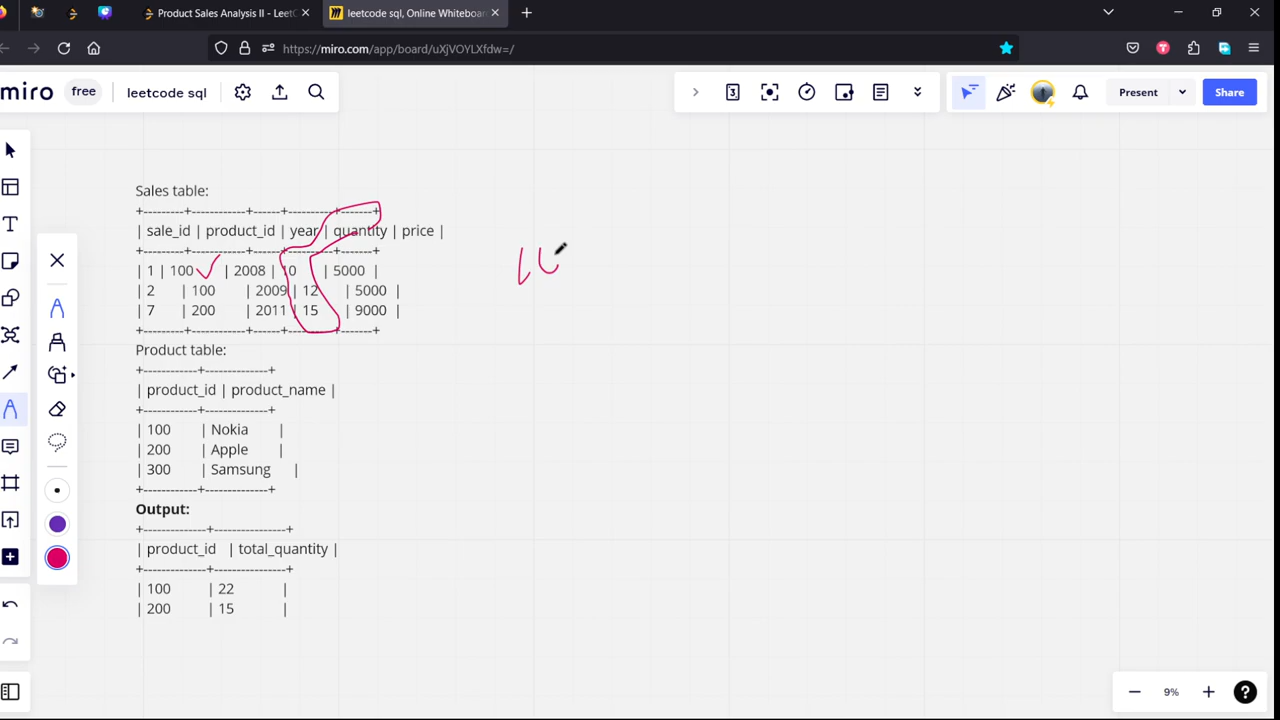 Product Sales Analysis II - LeetC
leetcode sql, Online Whiteboar
https://miro.com/app/board/uXjVOYLXfdw=/
miro free leetcode sql
3 Present Share
Sales table:
+---------+------------+------+----------+-------+
| sale_id | product_id | year | quantity | price |
+---------+------------+------+----------+-------+
| 1 | 100 | 2008 | 10 | 5000 |
| 2 | 100 | 2009 | 12 | 5000 |
| 7 | 200 | 2011 | 15 | 9000 |
+---------+------------+------+----------+-------+
Product table:
+------------+--------------+
| product_id | product_name |
+------------+--------------+
| 100 | Nokia |
| 200 | Apple |
| 300 | Samsung |
+------------+--------------+
Output:
+--------------+----------------+
| product_id | total_quantity |
+--------------+----------------+
| 100 | 22 |
| 200 | 15 |
9%